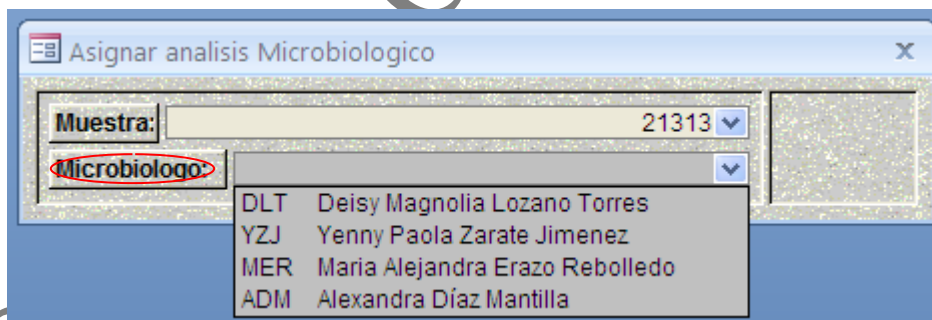 Asignar analisis Microbiologico
Muestra: 21313
Microbiologo:
DLT Deisy Magnolia Lozano Torres
YZJ Yenny Paola Zarate Jimenez
MER Maria Alejandra Erazo Rebolledo
ADM Alexandra Díaz Mantilla